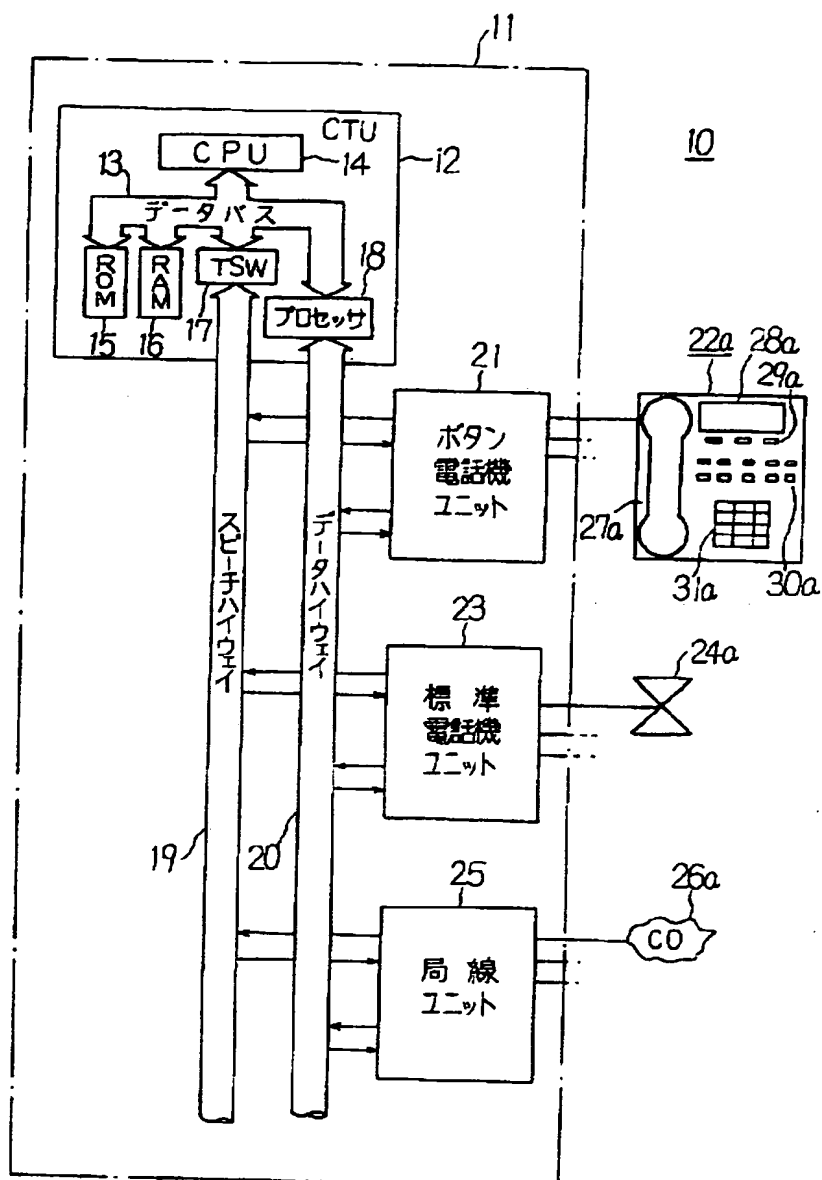 11
10
CTU
12
CPU
14
13
データバス
ROM
RAM
TSW
18
プロセッサ
15
16
17
21
ボタン
電話機
ユニット
22a
28a
29a
27a
31a
30a
スピーチハイウェイ
データハイウェイ
23
標準
電話機
ユニット
24a
19
20
25
局線
ユニット
26a
CO